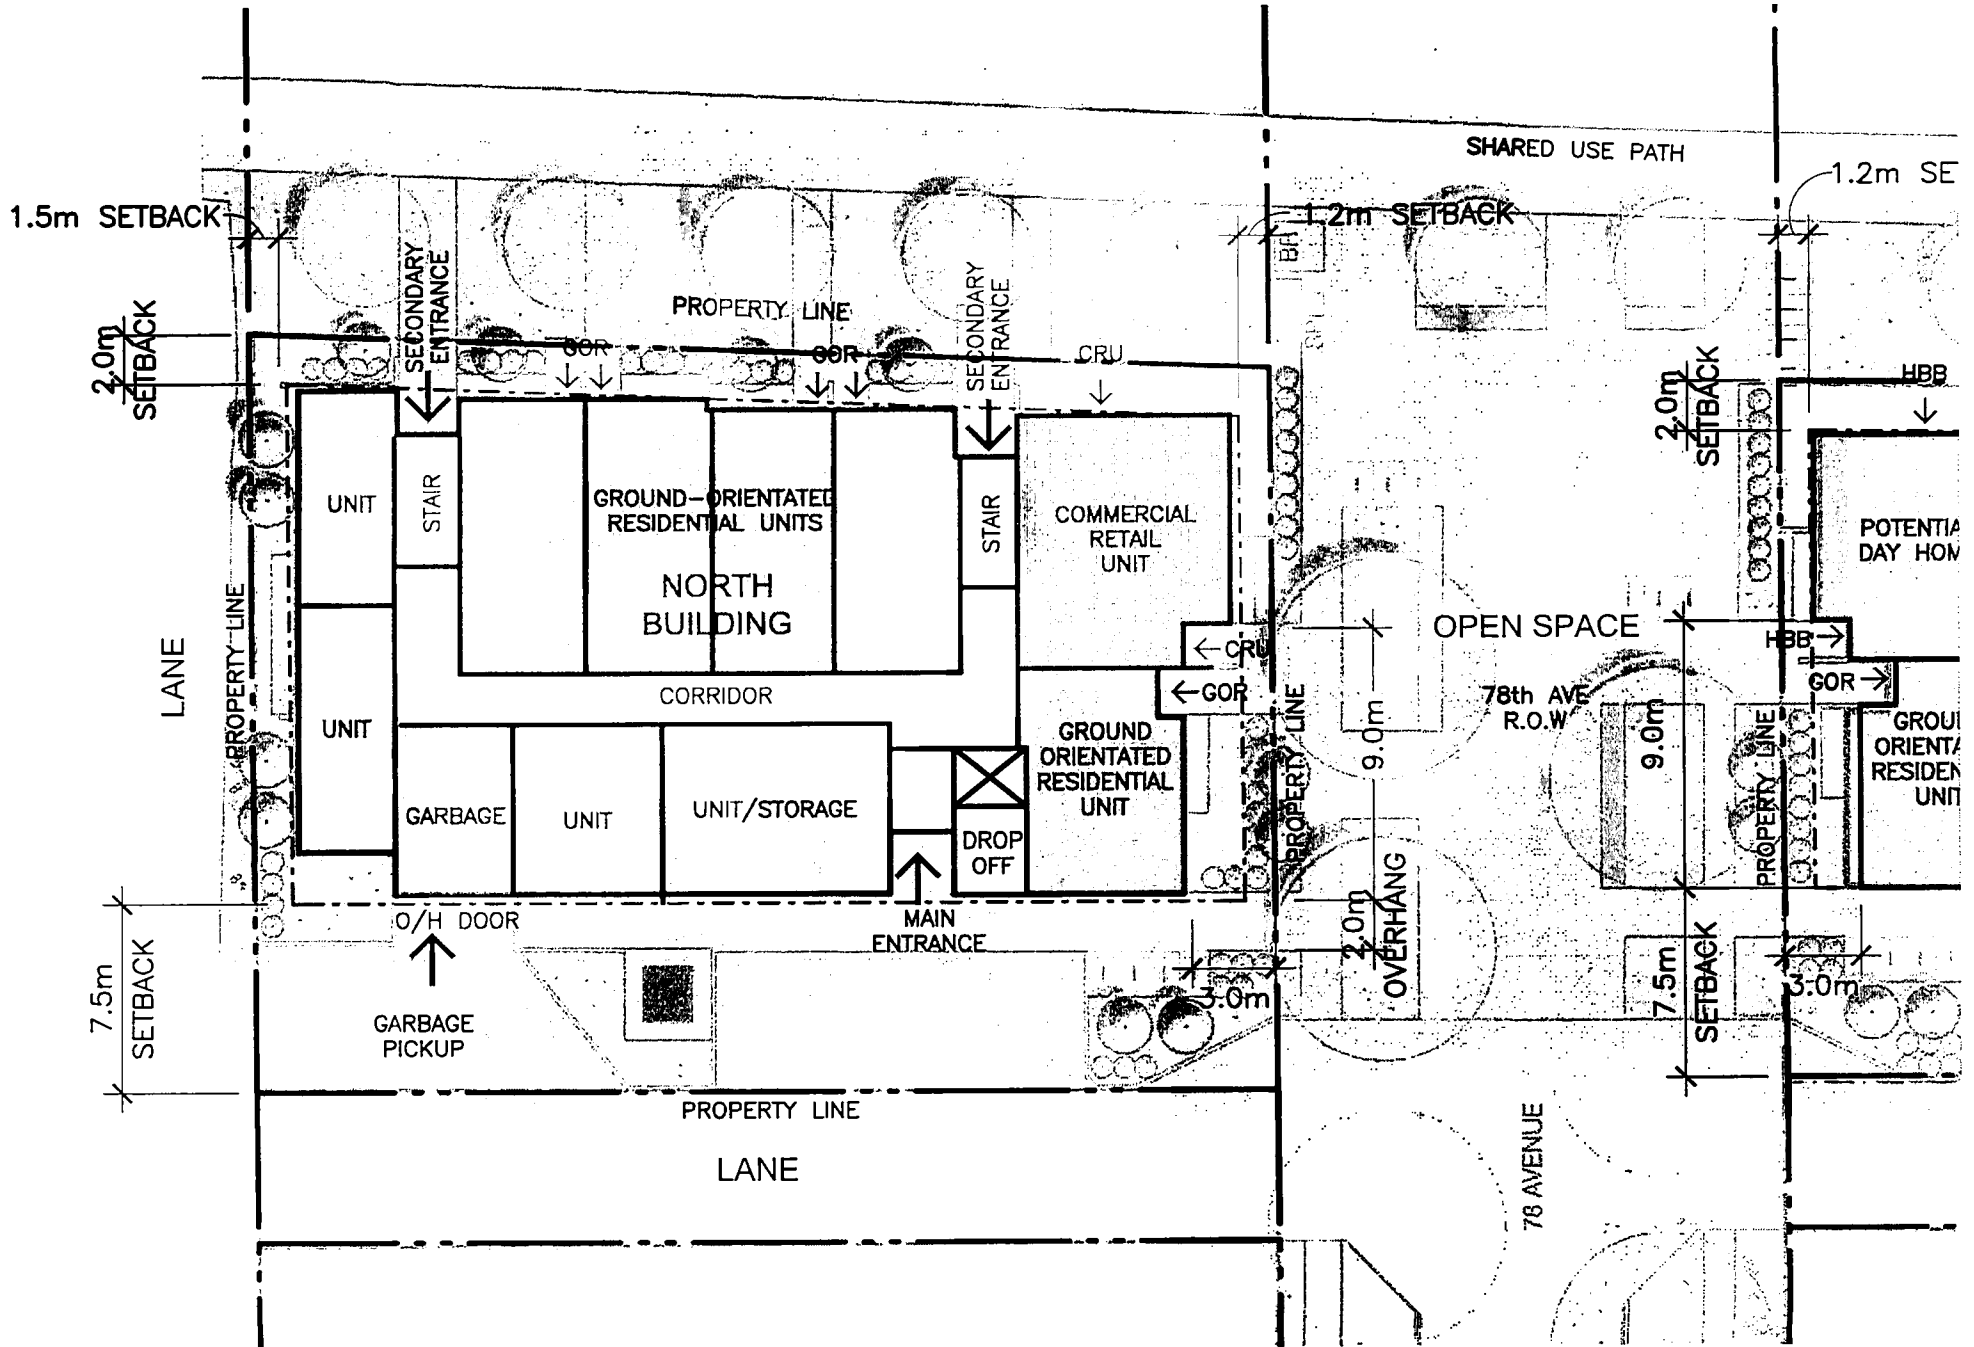 SHARED USE PATH
1.2m SE
1.5m SETBACK
1.2m SETBACK
BR
SECONDARY
ENTRANCE
SECONDARY
ENTRANCE
PROPERTY LINE
2.0m
SETBACK
GOR
GOR
CRU
2.0m
SETBACK
HBB
UNIT
STAIR
GROUND-ORIENTATED
RESIDENTIAL UNITS
STAIR
COMMERCIAL
RETAIL
UNIT
POTENTIA
DAY HOM
NORTH
BUILDING
LANE
PROPERTY LINE
OPEN SPACE
CRU
HBB
GOR
GOR
CORRIDOR
78th AVE
R.O.W
UNIT
GROUND
ORIENTATED
RESIDENTIAL
UNIT
PROPERTY LINE
9.0m
9.0m
PROPERTY LINE
GROU
ORIENTA
RESIDEN
UNIT
GARBAGE
UNIT
UNIT/STORAGE
DROP
OFF
O/H DOOR
MAIN
ENTRANCE
2.0m
OVERHANG
7.5m
SETBACK
3.0m
7.5m
SETBACK
3.0m
GARBAGE
PICKUP
PROPERTY LINE
LANE
78 AVENUE